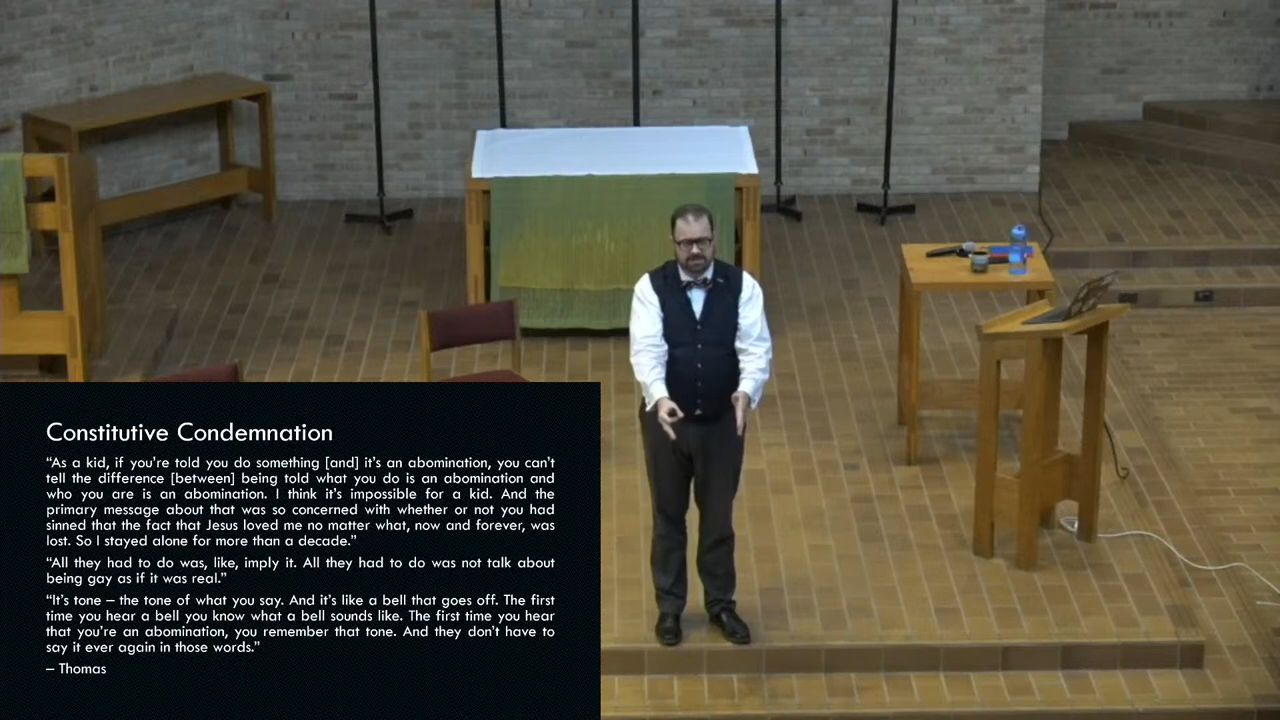 Constitutive Condemnation
“As a kid, if you’re told you do something [and] it’s an abomination, you can’t
tell the difference [between] being told what you do is an abomination and
who you are is an abomination. I think it’s impossible for a kid. And the
primary message about that was so concerned with whether or not you had
sinned that the fact that Jesus loved me no matter what, now and forever, was
lost. So I stayed alone for more than a decade.”
“All they had to do was, like, imply it. All they had to do was not talk about
being gay as if it was real.”
“It’s tone – the tone of what you say. And it’s like a bell that goes off. The first
time you hear a bell you know what a bell sounds like. The first time you hear
that you’re an abomination, you remember that tone. And they don’t have to
say it ever again in those words.”
– Thomas